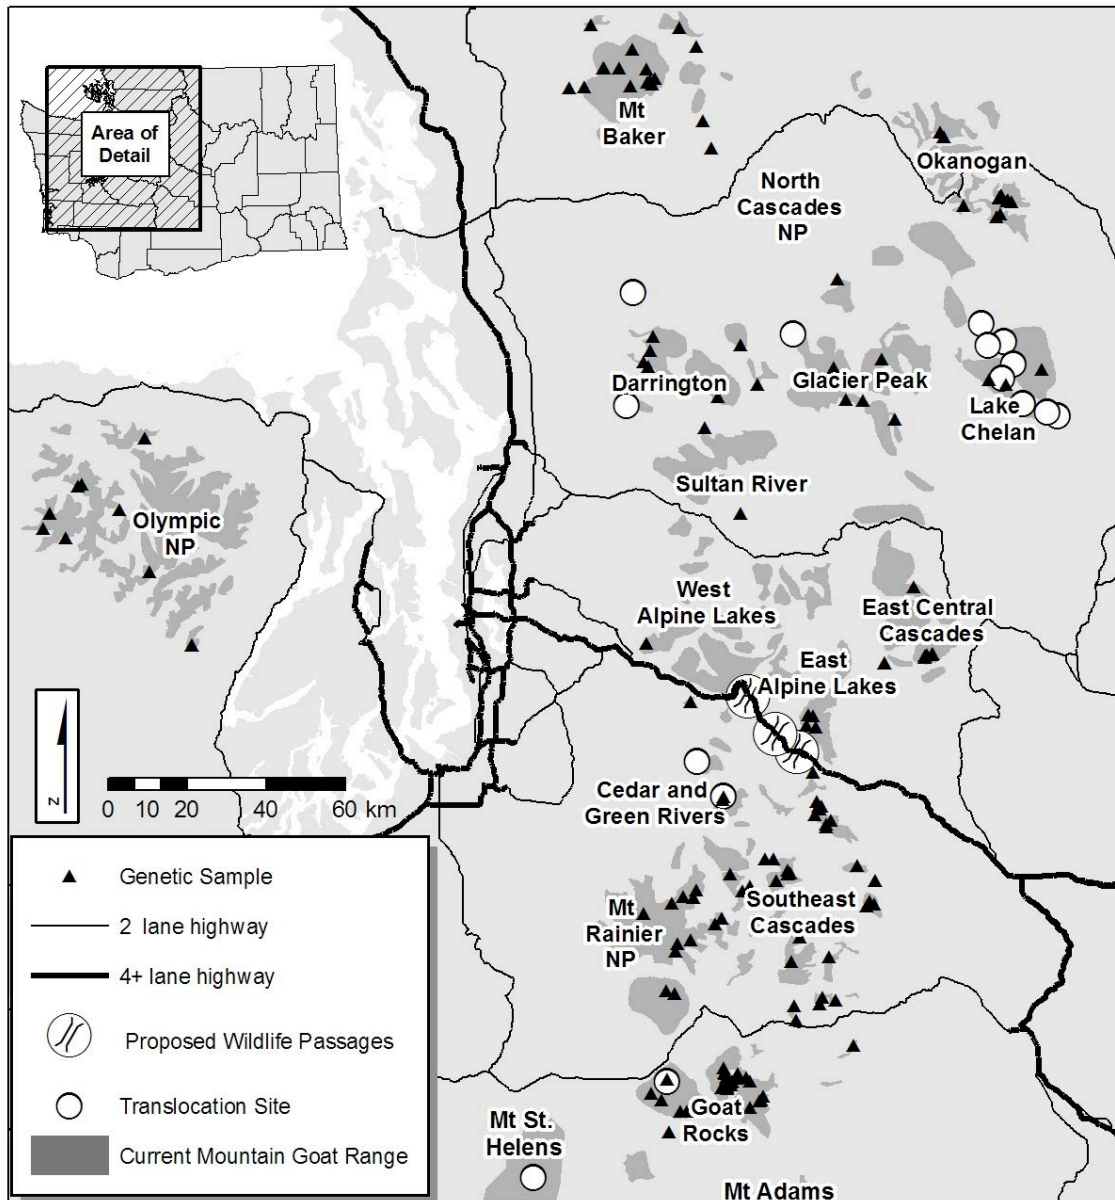 Area of
Detail
Mt
Baker
Okanogan
North
Cascades
NP
Darrington
Glacier Peak
Lake
Chelan
Sultan River
Olympic
NP
West
Alpine Lakes
East Central
Cascades
East
Alpine Lakes
N
0 10 20 40 60 km
Cedar and
Green Rivers
Mt
Rainier
NP
Southeast
Cascades
Goat
Rocks
Mt St.
Helens
Mt Adams
Genetic Sample
2 lane highway
4+ lane highway
Proposed Wildlife Passages
Translocation Site
Current Mountain Goat Range